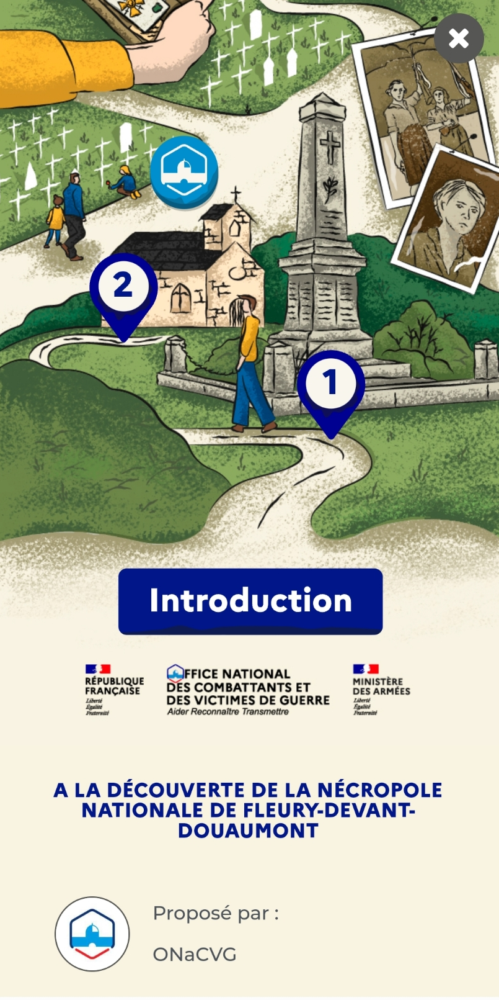 2
1
Introduction
RÉPUBLIQUE
FRANÇAISE
Liberté
Égalité
Fraternité
OFFICE NATIONAL
DES COMBATTANTS ET
DES VICTIMES DE GUERRE
Aider Reconnaître Transmettre
MINISTÈRE
DES ARMÉES
Liberté
Égalité
Fraternité
A LA DÉCOUVERTE DE LA NÉCROPOLE
NATIONALE DE FLEURY-DEVANT-
DOUAUMONT
Proposé par :
ONaCVG